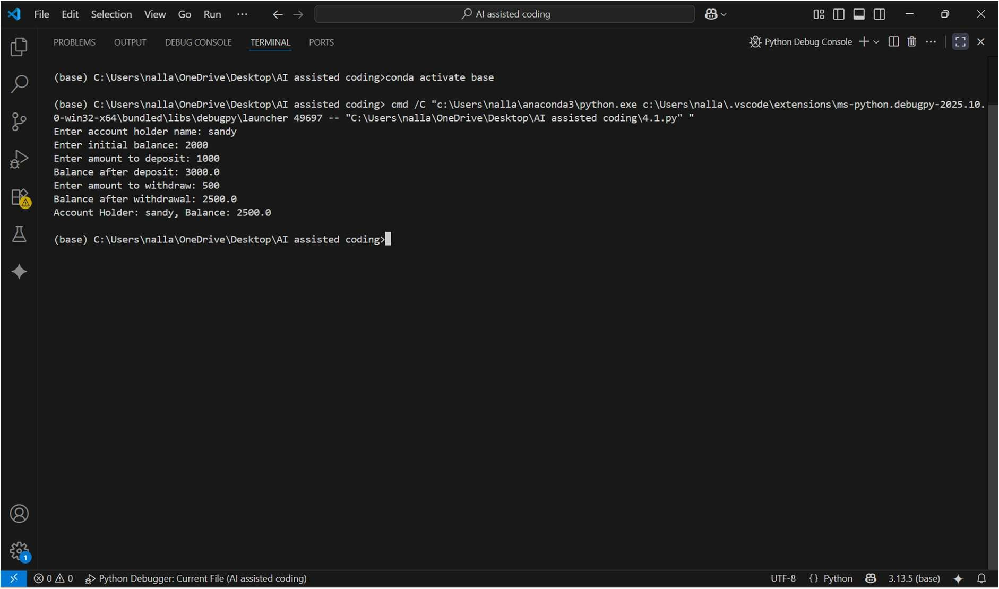 File Edit Selection View Go Run ··· AI assisted coding
PROBLEMS OUTPUT DEBUG CONSOLE TERMINAL PORTS Python Debug Console
(base) C:\Users\nalla\OneDrive\Desktop\AI assisted coding>conda activate base
(base) C:\Users\nalla\OneDrive\Desktop\AI assisted coding> cmd /C "c:\Users\nalla\anaconda3\python.exe c:\Users\nalla\.vscode\extensions\ms-python.debugpy-2025.10.
0-win32-x64\bundled\libs\debugpy\launcher 49697 -- "C:\Users\nalla\OneDrive\Desktop\AI assisted coding\4.1.py" "
Enter account holder name: sandy
Enter initial balance: 2000
Enter amount to deposit: 1000
Balance after deposit: 3000.0
Enter amount to withdraw: 500
Balance after withdrawal: 2500.0
Account Holder: sandy, Balance: 2500.0
(base) C:\Users\nalla\OneDrive\Desktop\AI assisted coding>
1
0 0 Python Debugger: Current File (AI assisted coding) UTF-8 {} Python 3.13.5 (base)